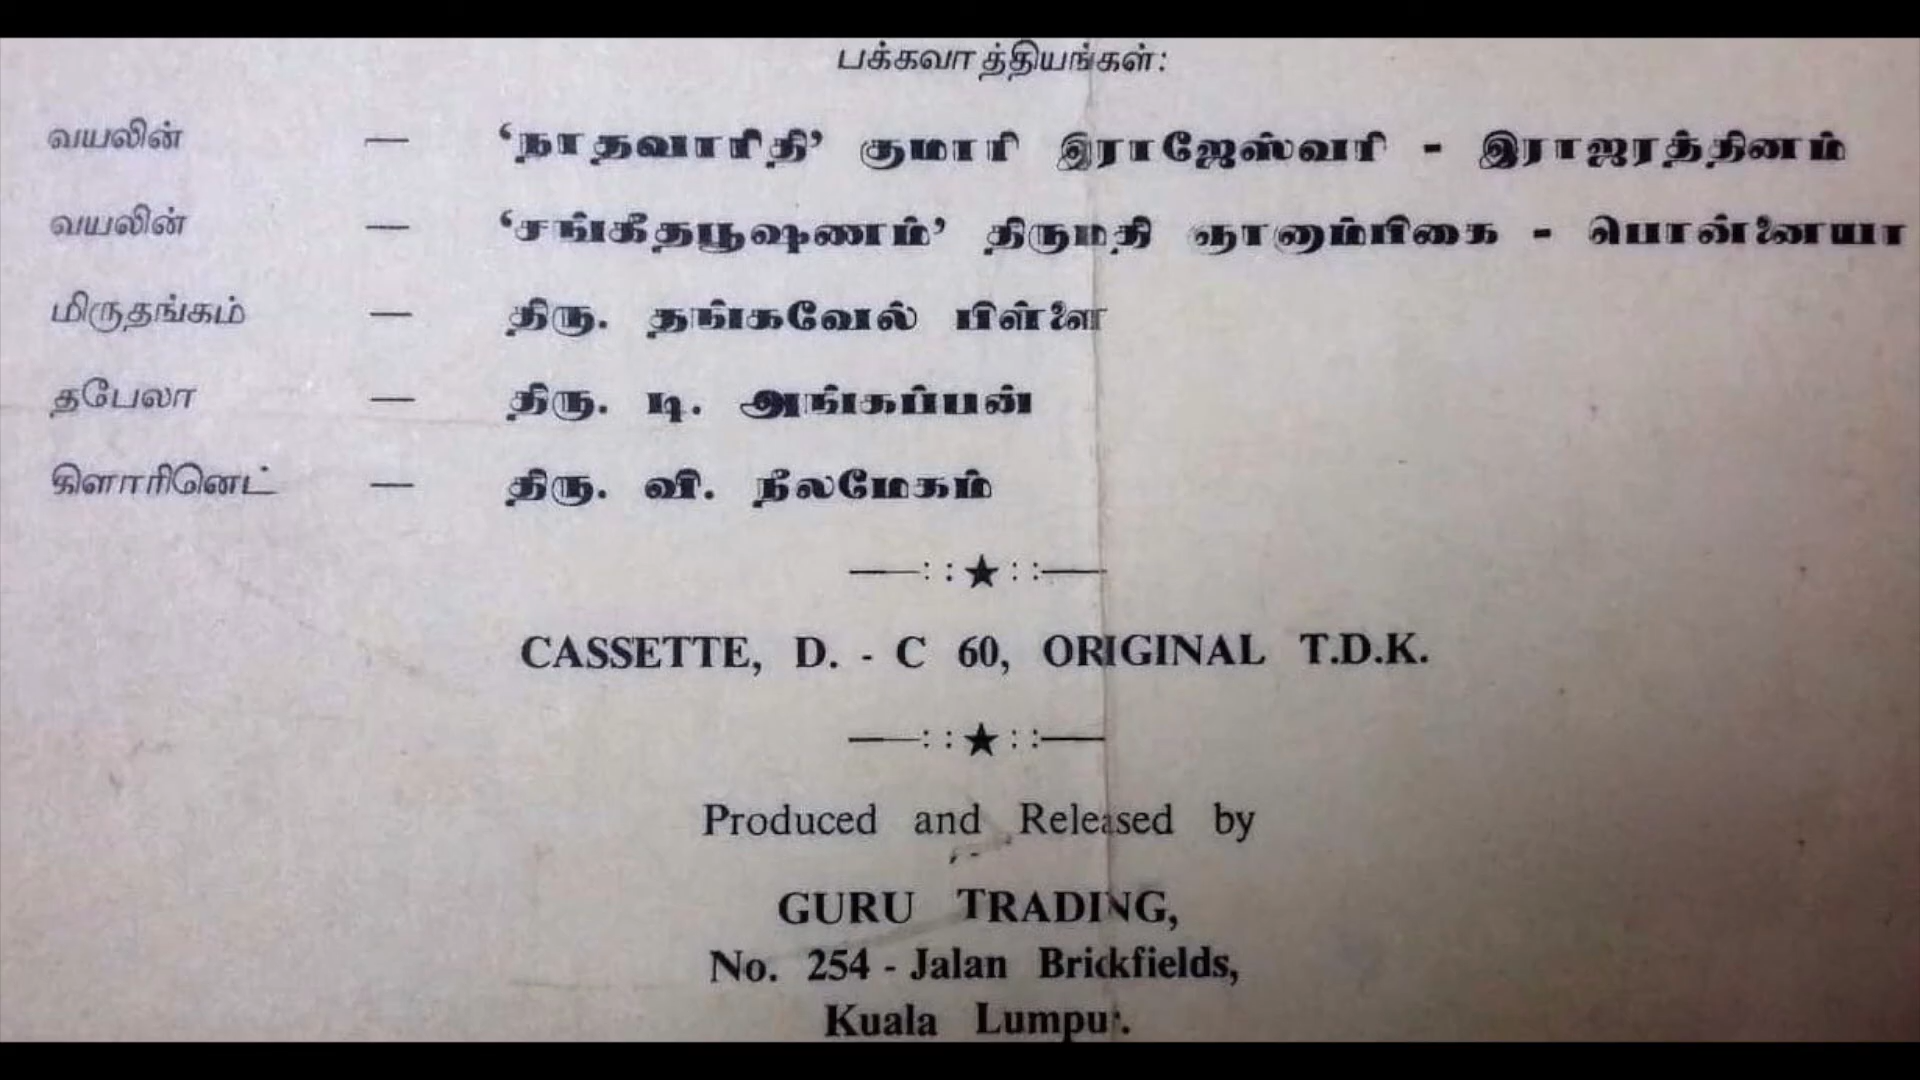 பக்கவாத்தியங்கள்:
வயலின் — ‘நாதவாரிதி’ குமாரி இராஜேஸ்வரி - இராஜரத்தினம்
வயலின் — ‘சங்கீதபூஷணம்’ திருமதி ஞானாம்பிகை - பொன்னையா
மிருதங்கம் — திரு. தங்கவேல் பிள்ளை
தபேலா — திரு. டி. அங்கப்பன்
கிளாரினெட் — திரு. வி. நீலமேகம்
—::★::—
CASSETTE, D. - C 60, ORIGINAL T.D.K.
—::★::—
Produced and Released by
GURU TRADING,
No. 254 - Jalan Brickfields,
Kuala Lumpur.